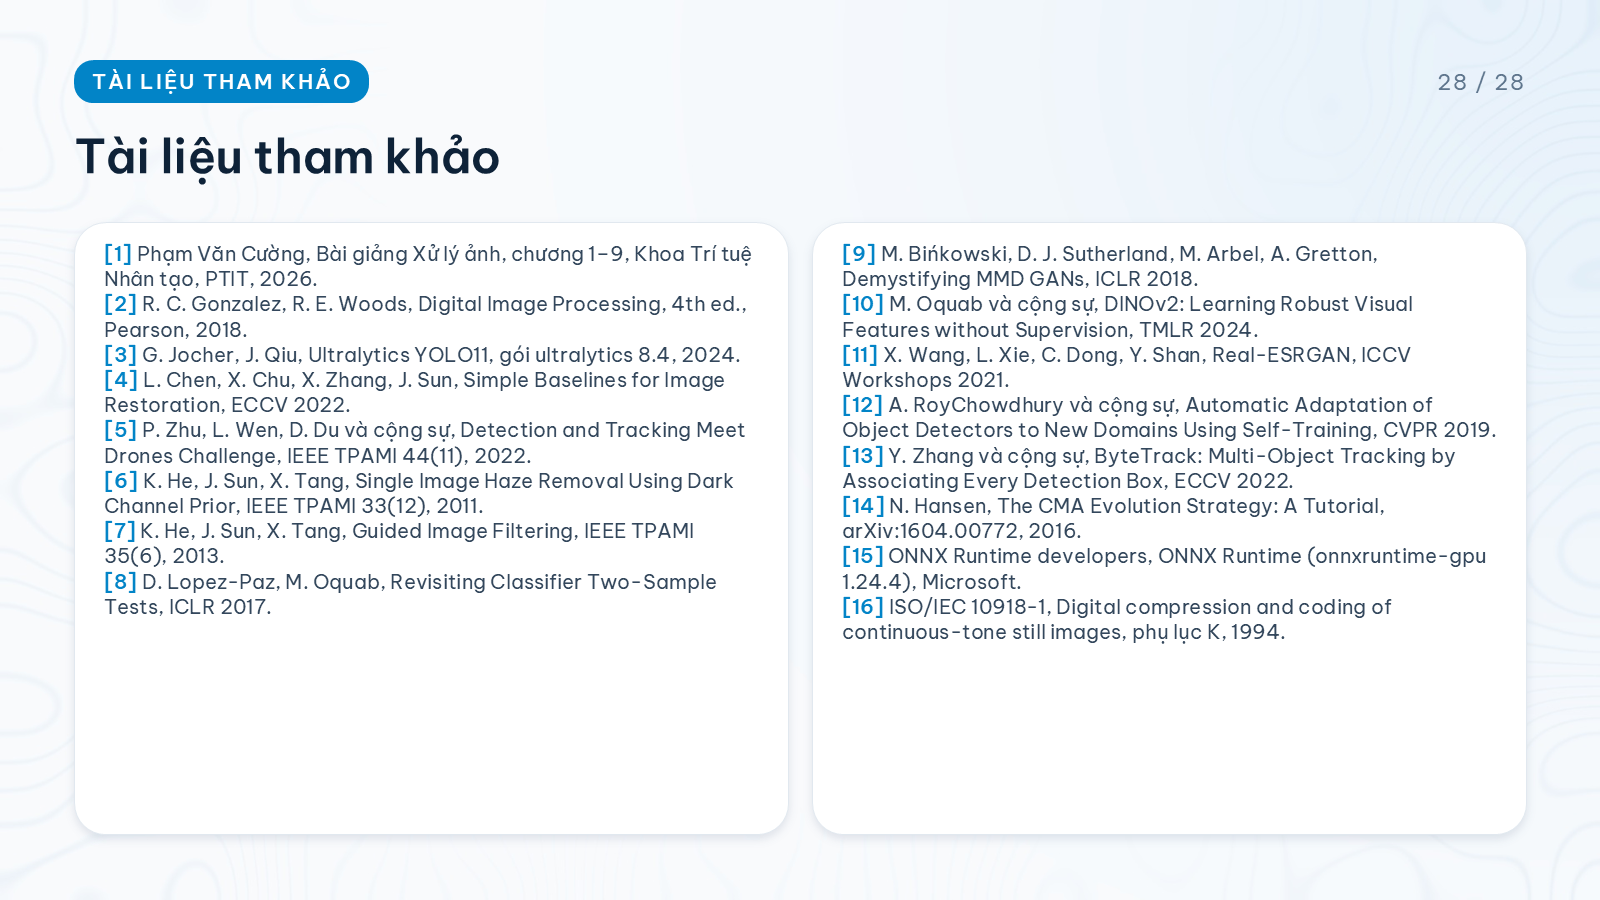 TÀI LIỆU THAM KHẢO
28 / 28
Tài liệu tham khảo
[1] Phạm Văn Cường, Bài giảng Xử lý ảnh, chương 1–9, Khoa Trí tuệ
Nhân tạo, PTIT, 2026.
[2] R. C. Gonzalez, R. E. Woods, Digital Image Processing, 4th ed.,
Pearson, 2018.
[3] G. Jocher, J. Qiu, Ultralytics YOLO11, gói ultralytics 8.4, 2024.
[4] L. Chen, X. Chu, X. Zhang, J. Sun, Simple Baselines for Image
Restoration, ECCV 2022.
[5] P. Zhu, L. Wen, D. Du và cộng sự, Detection and Tracking Meet
Drones Challenge, IEEE TPAMI 44(11), 2022.
[6] K. He, J. Sun, X. Tang, Single Image Haze Removal Using Dark
Channel Prior, IEEE TPAMI 33(12), 2011.
[7] K. He, J. Sun, X. Tang, Guided Image Filtering, IEEE TPAMI
35(6), 2013.
[8] D. Lopez-Paz, M. Oquab, Revisiting Classifier Two-Sample
Tests, ICLR 2017.
[9] M. Bińkowski, D. J. Sutherland, M. Arbel, A. Gretton,
Demystifying MMD GANs, ICLR 2018.
[10] M. Oquab và cộng sự, DINOv2: Learning Robust Visual
Features without Supervision, TMLR 2024.
[11] X. Wang, L. Xie, C. Dong, Y. Shan, Real-ESRGAN, ICCV
Workshops 2021.
[12] A. RoyChowdhury và cộng sự, Automatic Adaptation of
Object Detectors to New Domains Using Self-Training, CVPR 2019.
[13] Y. Zhang và cộng sự, ByteTrack: Multi-Object Tracking by
Associating Every Detection Box, ECCV 2022.
[14] N. Hansen, The CMA Evolution Strategy: A Tutorial,
arXiv:1604.00772, 2016.
[15] ONNX Runtime developers, ONNX Runtime (onnxruntime-gpu
1.24.4), Microsoft.
[16] ISO/IEC 10918-1, Digital compression and coding of
continuous-tone still images, phụ lục K, 1994.